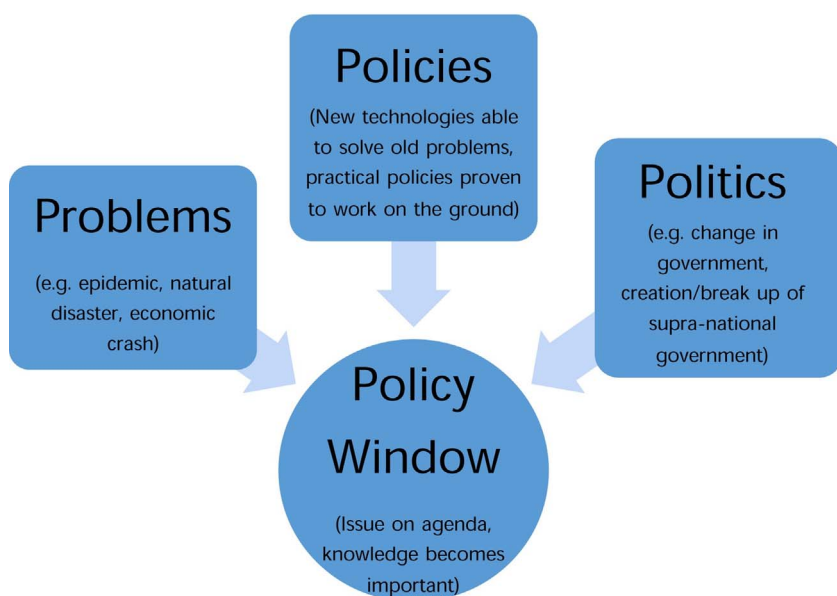 Policies
(New technologies able
to solve old problems,
practical policies proven
to work on the ground)
Problems
(e.g. epidemic, natural
disaster, economic
crash)
Politics
(e.g. change in
government,
creation/break up of
supra-national
government)
Policy
Window
(Issue on agenda,
knowledge becomes
important)